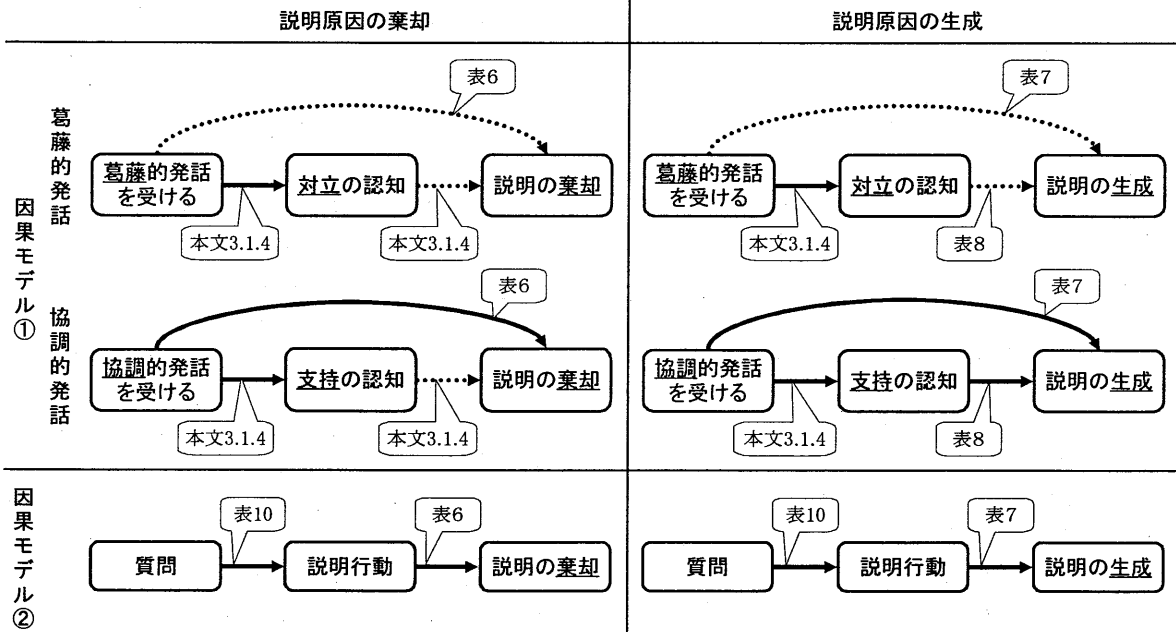 説明原因の棄却
説明原因の生成
因果モデル①
葛藤的発話
表6
葛藤的発話
を受ける
対立の認知
説明の棄却
本文3.1.4
本文3.1.4
表7
葛藤的発話
を受ける
対立の認知
説明の生成
本文3.1.4
表8
協調的発話
表6
協調的発話
を受ける
支持の認知
説明の棄却
本文3.1.4
本文3.1.4
表7
協調的発話
を受ける
支持の認知
説明の生成
本文3.1.4
表8
因果モデル②
表10
表6
質問
説明行動
説明の棄却
表10
表7
質問
説明行動
説明の生成